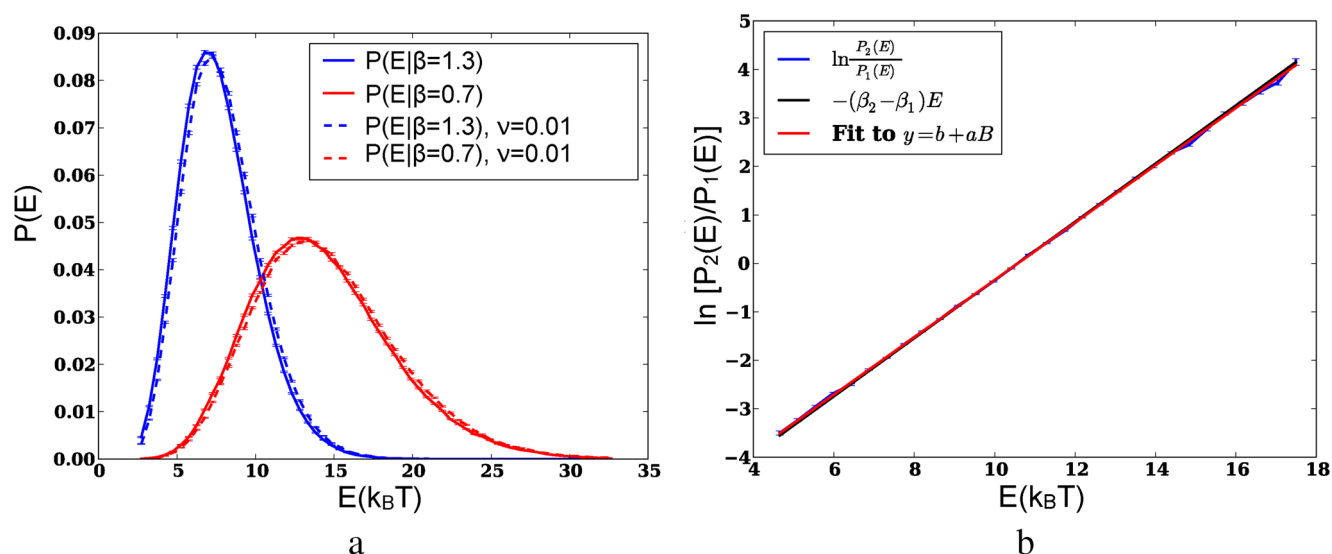 P(E)
0.09
0.08
0.07
0.06
0.05
0.04
0.03
0.02
0.01
0.00
P(E|β=1.3)
P(E|β=0.7)
P(E|β=1.3), ν=0.01
P(E|β=0.7), ν=0.01
0 5 10 15 20 25 30 35
E(k_BT)
a
ln [P₂(E)/P₁(E)]
5
4
3
2
1
0
−1
−2
−3
−4
ln P₂(E)/P₁(E)
−(β₂−β₁)E
Fit to y=b+aB
4 6 8 10 12 14 16 18
E(k_BT)
b